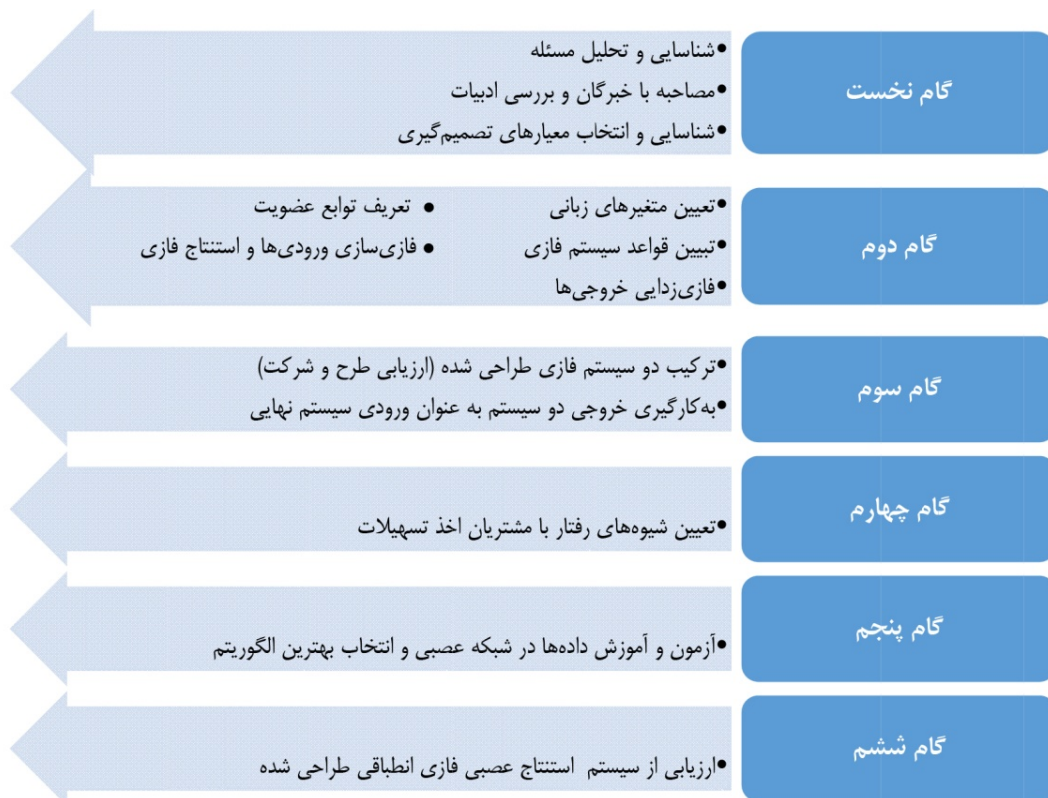 گام نخست
•شناسایی و تحلیل مسئله
•مصاحبه با خبرگان و بررسی ادبیات
•شناسایی و انتخاب معیارهای تصمیم‌گیری
گام دوم
•تعیین متغیرهای زبانی • تعریف توابع عضویت
•تبیین قواعد سیستم فازی • فازی‌سازی ورودی‌ها و استنتاج فازی
•فازی‌زدایی خروجی‌ها
گام سوم
•ترکیب دو سیستم فازی طراحی شده (ارزیابی طرح و شرکت)
•به‌کارگیری خروجی دو سیستم به عنوان ورودی سیستم نهایی
گام چهارم
•تعیین شیوه‌های رفتار با مشتریان اخذ تسهیلات
گام پنجم
•آزمون و آموزش داده‌ها در شبکه عصبی و انتخاب بهترین الگوریتم
گام ششم
•ارزیابی از سیستم استنتاج عصبی فازی انطباقی طراحی شده